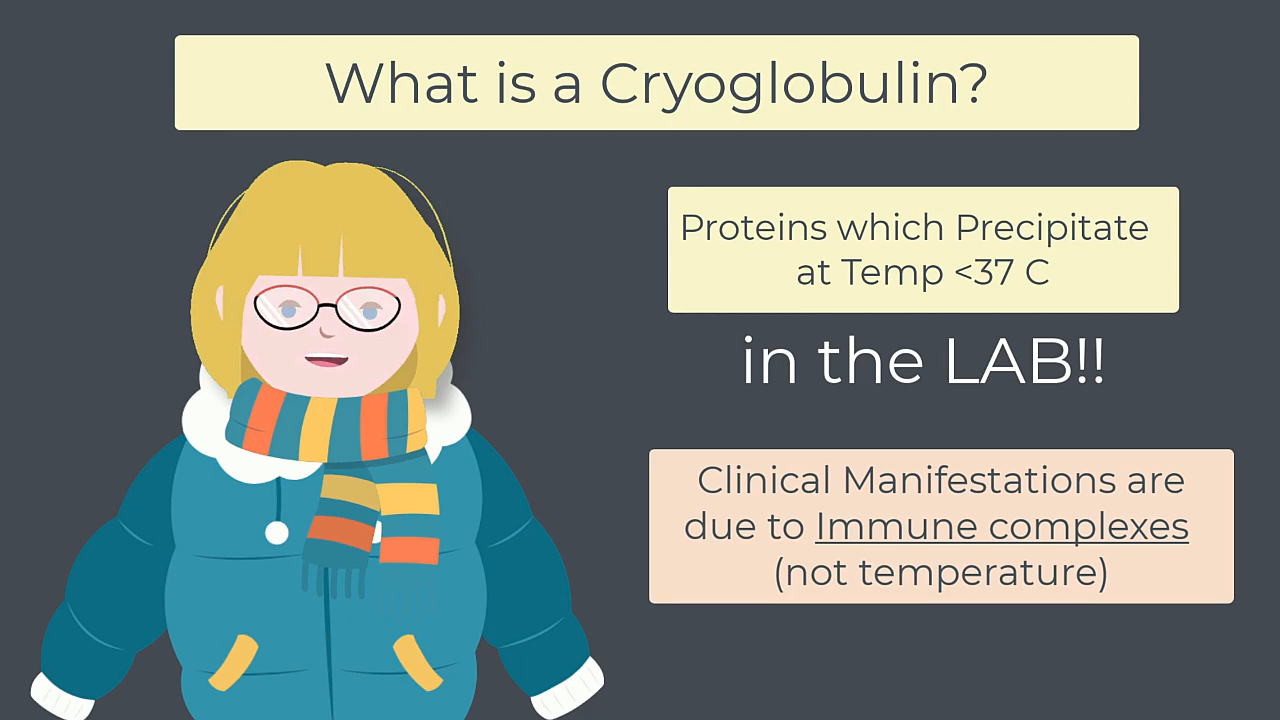 What is a Cryoglobulin?
Proteins which Precipitate
at Temp <37 C
in the LAB!!
Clinical Manifestations are
due to Immune complexes
(not temperature)